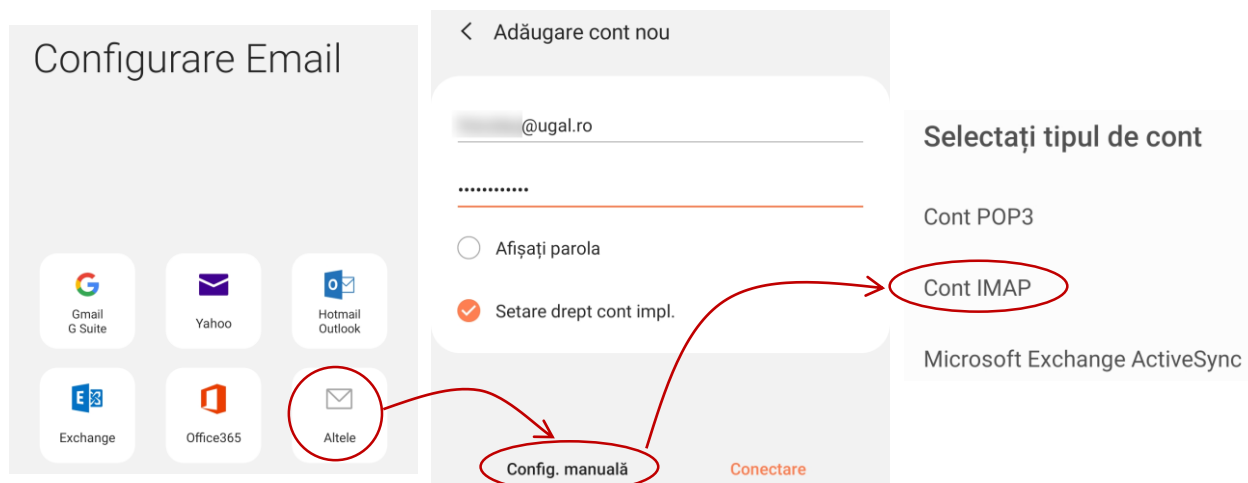 Configurare Email
Gmail
G Suite
Yahoo
Hotmail
Outlook
Exchange
Office365
Altele
Adăugare cont nou
@ugal.ro
••••••••••••
Afișați parola
Setare drept cont impl.
Config. manuală
Conectare
Selectați tipul de cont
Cont POP3
Cont IMAP
Microsoft Exchange ActiveSync